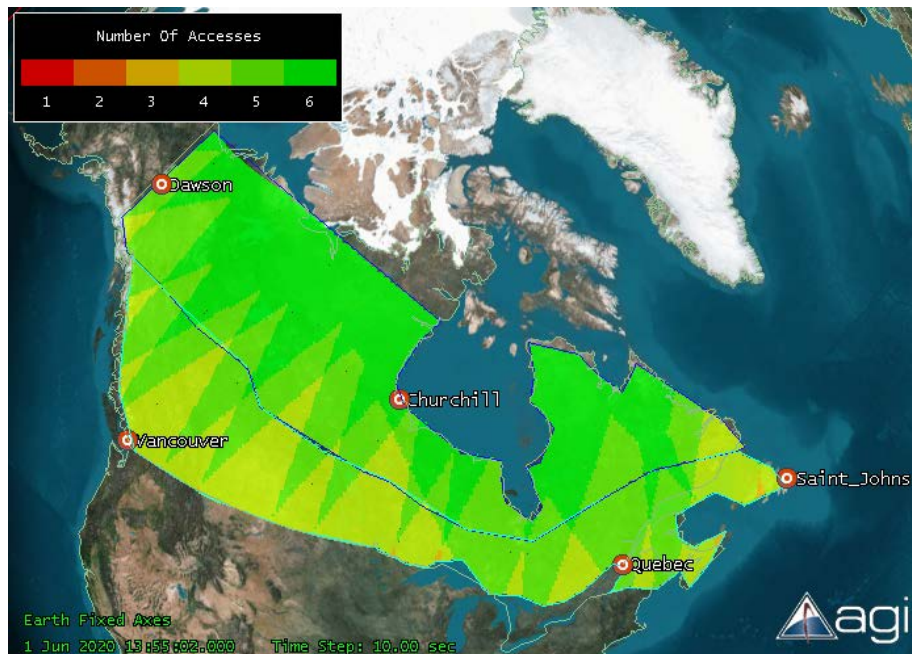 Number Of Accesses
1 2 3 4 5 6
Dawson
Churchill
Vancouver
Saint_Johns
Quebec
agi
Earth Fixed Axes
1 Jun 2020 13:55:02.000 Time Step: 10.00 sec